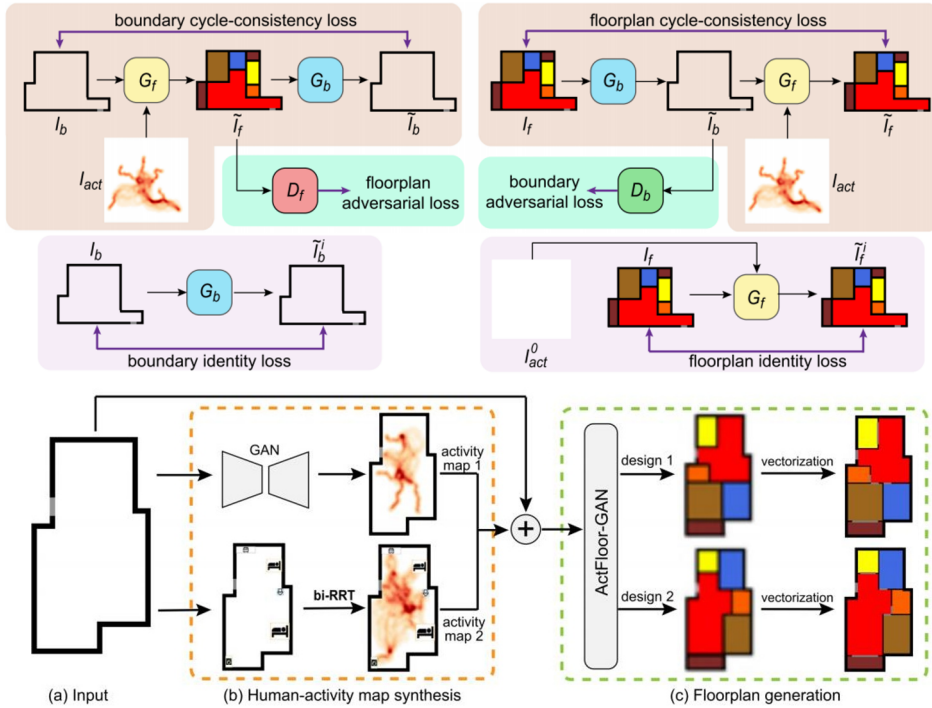 boundary cycle-consistency loss
G_f
G_b
I_b
Ĩ_f
Ĩ_b
I_act
D_f
floorplan
adversarial loss
floorplan cycle-consistency loss
G_b
G_f
I_f
Ĩ_b
Ĩ_f
boundary
adversarial loss
D_b
I_act
I_b
Ĩ_b^i
G_b
boundary identity loss
I_f
Ĩ_f^i
G_f
I_act^0
floorplan identity loss
GAN
activity
map 1
bi-RRT
activity
map 2
+
ActFloor-GAN
design 1
vectorization
design 2
vectorization
(a) Input
(b) Human-activity map synthesis
(c) Floorplan generation